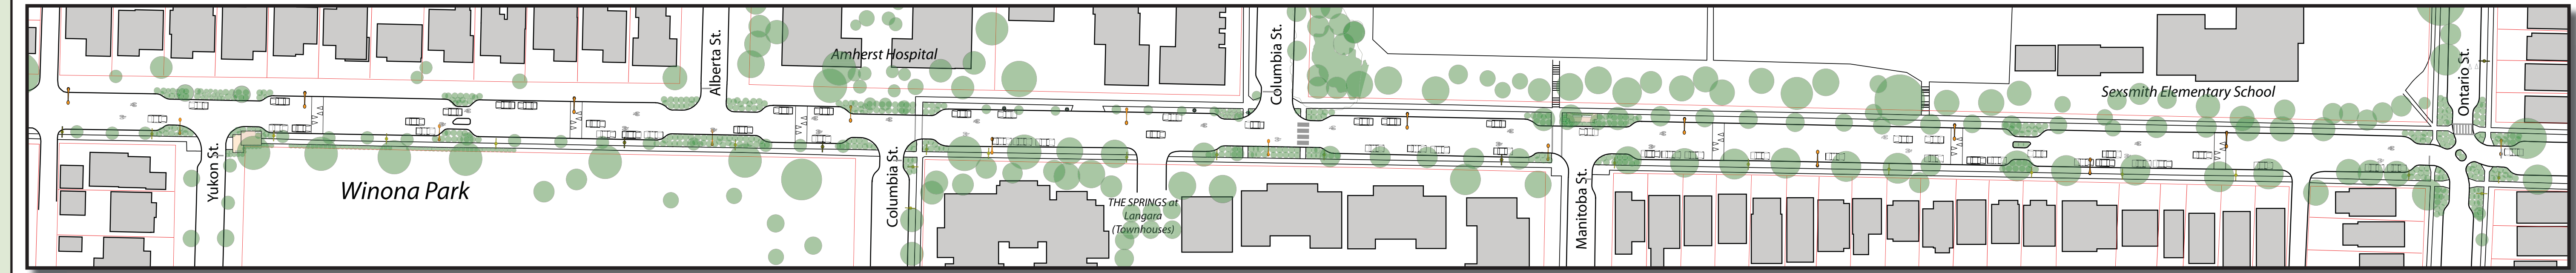 Yukon St.
Winona Park
Alberta St.
Amherst Hospital
Columbia St.
THE SPRINGS at
Langara
(Townhouses)
Columbia St.
Manitoba St.
Sexsmith Elementary School
Ontario St.